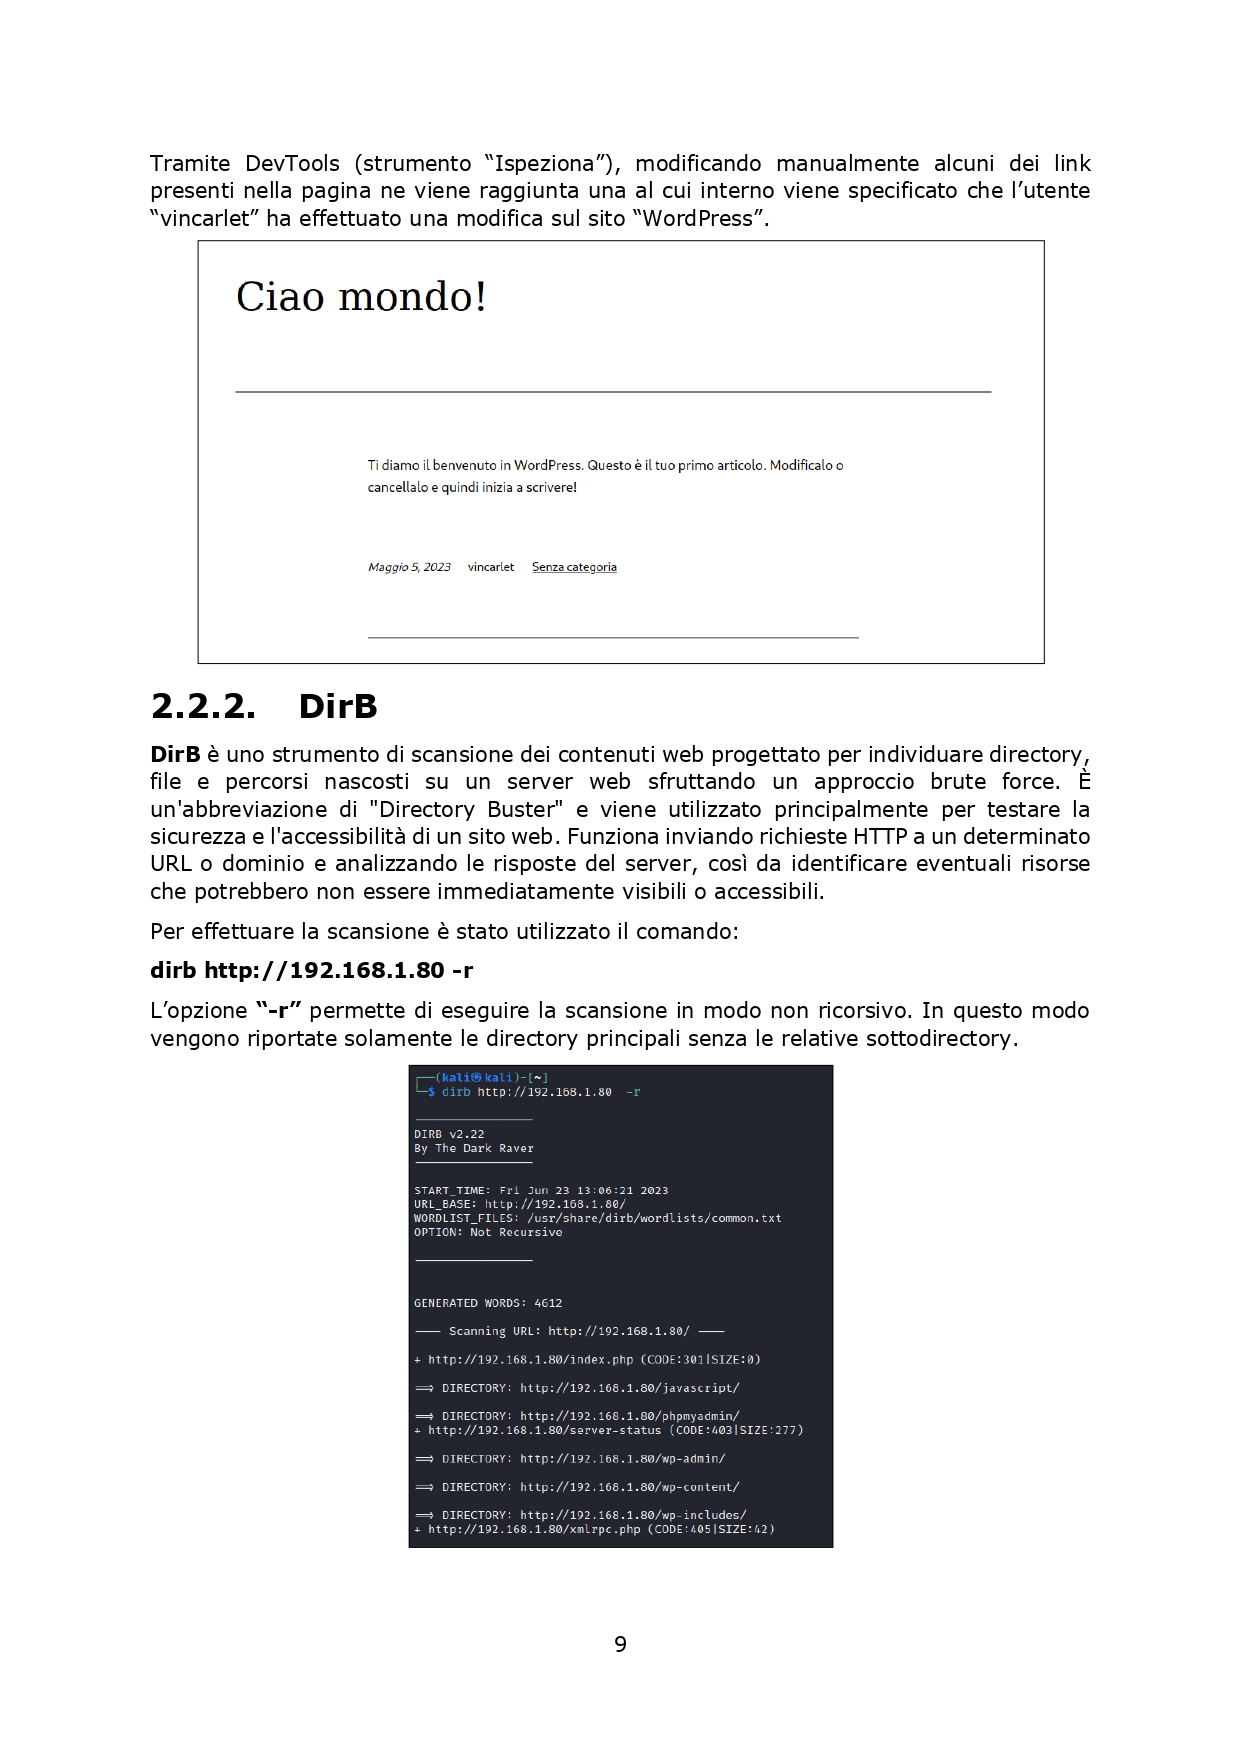 Tramite DevTools (strumento “Ispeziona”), modificando manualmente alcuni dei link
presenti nella pagina ne viene raggiunta una al cui interno viene specificato che l’utente
“vincarlet” ha effettuato una modifica sul sito “WordPress”.
Ciao mondo!
Ti diamo il benvenuto in WordPress. Questo è il tuo primo articolo. Modificalo o
cancellalo e quindi inizia a scrivere!
Maggio 5, 2023 vincarlet Senza categoria
2.2.2. DirB
DirB è uno strumento di scansione dei contenuti web progettato per individuare directory,
file e percorsi nascosti su un server web sfruttando un approccio brute force. È
un'abbreviazione di "Directory Buster" e viene utilizzato principalmente per testare la
sicurezza e l'accessibilità di un sito web. Funziona inviando richieste HTTP a un determinato
URL o dominio e analizzando le risposte del server, così da identificare eventuali risorse
che potrebbero non essere immediatamente visibili o accessibili.
Per effettuare la scansione è stato utilizzato il comando:
dirb http://192.168.1.80 -r
L’opzione “-r” permette di eseguire la scansione in modo non ricorsivo. In questo modo
vengono riportate solamente le directory principali senza le relative sottodirectory.
┌──(kali㉿kali)-[~]
└─$ dirb http://192.168.1.80 -r
DIRB v2.22
By The Dark Raver
START_TIME: Fri Jun 23 13:06:21 2023
URL_BASE: http://192.168.1.80/
WORDLIST_FILES: /usr/share/dirb/wordlists/common.txt
OPTION: Not Recursive
GENERATED WORDS: 4612
---- Scanning URL: http://192.168.1.80/ ----
+ http://192.168.1.80/index.php (CODE:301|SIZE:0)
==> DIRECTORY: http://192.168.1.80/javascript/
==> DIRECTORY: http://192.168.1.80/phpmyadmin/
+ http://192.168.1.80/server-status (CODE:403|SIZE:277)
==> DIRECTORY: http://192.168.1.80/wp-admin/
==> DIRECTORY: http://192.168.1.80/wp-content/
==> DIRECTORY: http://192.168.1.80/wp-includes/
+ http://192.168.1.80/xmlrpc.php (CODE:405|SIZE:42)
9